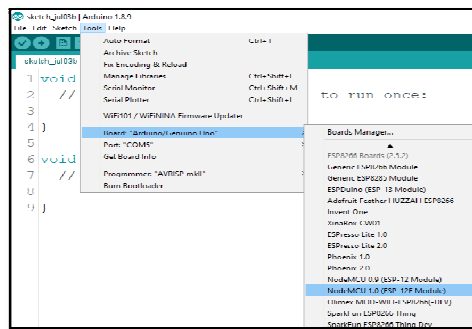 sketch_jul03b | Arduino 1.8.9
File Edit Sketch Tools Help
sketch_jul03b
Auto Format Ctrl+T
Archive Sketch
Fix Encoding & Reload
Manage Libraries Ctrl+Shift+I
Serial Monitor Ctrl+Shift+M
Serial Plotter Ctrl+Shift+L
WiFi101 / WiFiNINA Firmware Updater
Board: "Arduino/Genuino Uno"
Port: "COM5"
Get Board Info
Programmer: "AVRISP mkII"
Burn Bootloader
1 void
2 // to run once:
3
4 }
5
6 void
7 //
8
9 }
Boards Manager...
ESP8266 Boards (2.5.2)
Generic ESP8266 Module
Generic ESP8285 Module
ESPDuino (ESP-13 Module)
Adafruit Feather HUZZAH ESP8266
Invent One
XinaBox CW01
ESPresso Lite 1.0
ESPresso Lite 2.0
Phoenix 1.0
Phoenix 2.0
NodeMCU 0.9 (ESP-12 Module)
NodeMCU 1.0 (ESP-12E Module)
Olimex MOD-WIFI-ESP8266(-DEV)
SparkFun ESP8266 Thing
SparkFun ESP8266 Thing Dev